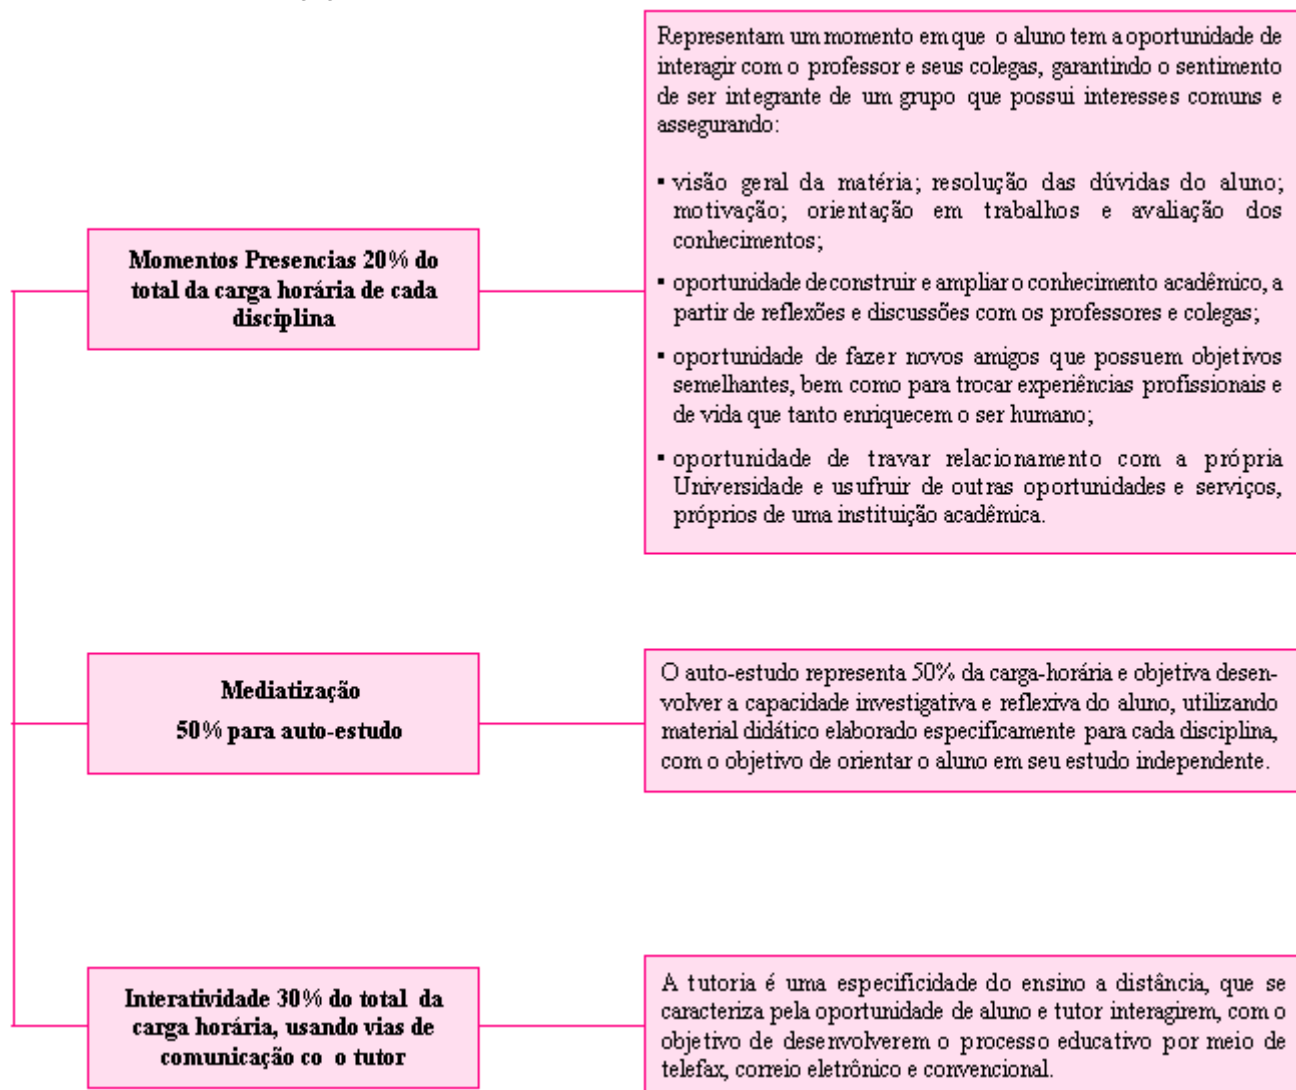 Momentos Presencias 20% do
total da carga horária de cada
disciplina
Representam um momento em que o aluno tem a oportunidade de
interagir com o professor e seus colegas, garantindo o sentimento
de ser integrante de um grupo que possui interesses comuns e
assegurando:
▪ visão geral da matéria; resolução das dúvidas do aluno;
motivação; orientação em trabalhos e avaliação dos
conhecimentos;
▪ oportunidade de construir e ampliar o conhecimento acadêmico, a
partir de reflexões e discussões com os professores e colegas;
▪ oportunidade de fazer novos amigos que possuem objetivos
semelhantes, bem como para trocar experiências profissionais e
de vida que tanto enriquecem o ser humano;
▪ oportunidade de travar relacionamento com a própria
Universidade e usufruir de outras oportunidades e serviços,
próprios de uma instituição acadêmica.
Mediatização
50% para auto-estudo
O auto-estudo representa 50% da carga-horária e objetiva desen-
volver a capacidade investigativa e reflexiva do aluno, utilizando
material didático elaborado especificamente para cada disciplina,
com o objetivo de orientar o aluno em seu estudo independente.
Interatividade 30% do total da
carga horária, usando vias de
comunicação co o tutor
A tutoria é uma especificidade do ensino a distância, que se
caracteriza pela oportunidade de aluno e tutor interagirem, com o
objetivo de desenvolverem o processo educativo por meio de
telefax, correio eletrônico e convencional.